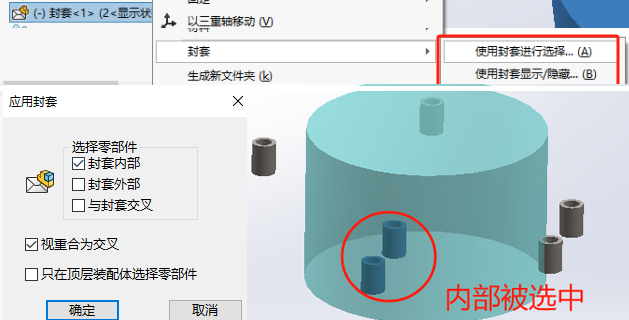 (-) 封套<1> (2<显示状
固定
以三重轴移动 (V)
材料
封套
使用封套进行选择... (A)
生成新文件夹 (k)
使用封套显示/隐藏... (B)
应用封套
选择零部件
封套内部
封套外部
与封套交叉
视重合为交叉
只在顶层装配体选择零部件
确定
取消
内部被选中